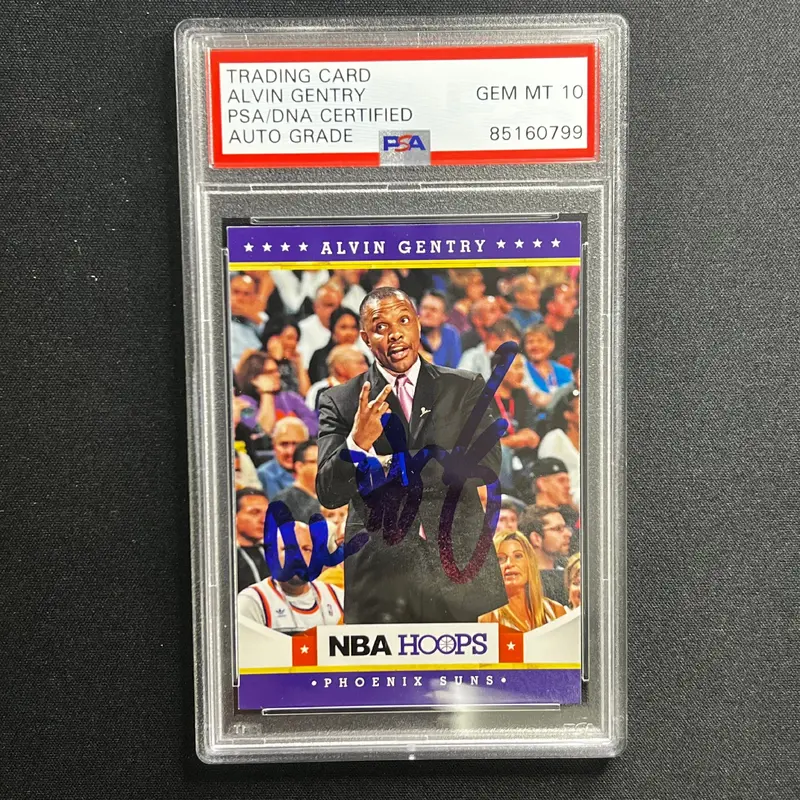 TRADING CARD
ALVIN GENTRY GEM MT 10
PSA/DNA CERTIFIED
AUTO GRADE PSA 85160799
★★★★ ALVIN GENTRY ★★★★
NBA HOOPS
• PHOENIX SUNS •